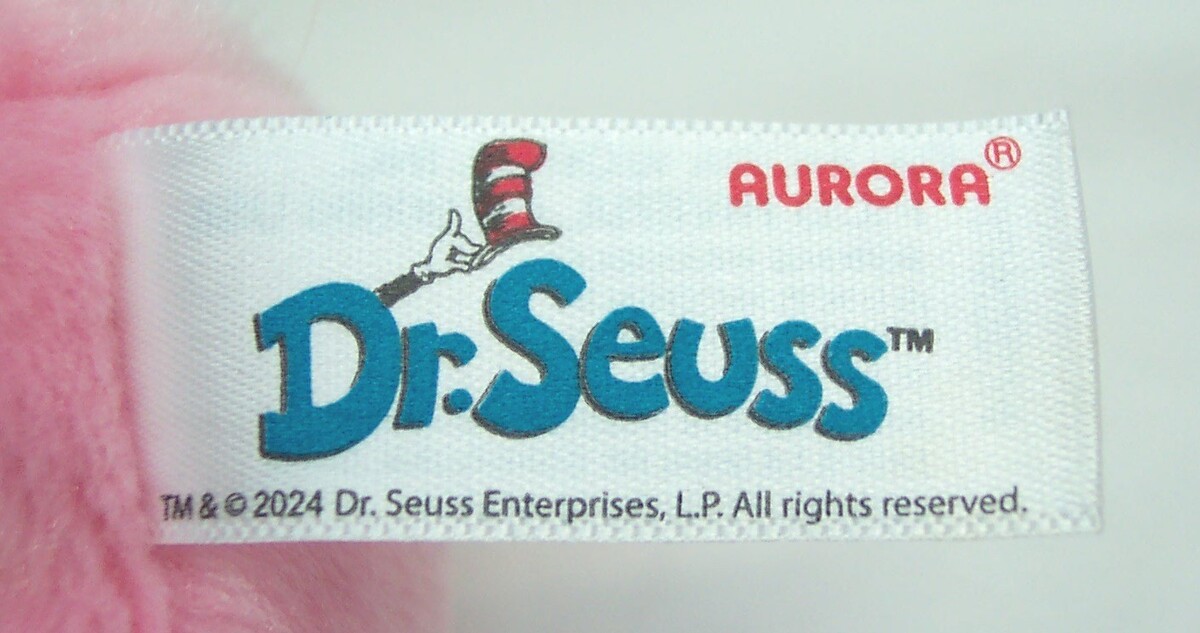 AURORA®
Dr. Seuss™
TM & © 2024 Dr. Seuss Enterprises, L.P. All rights reserved.